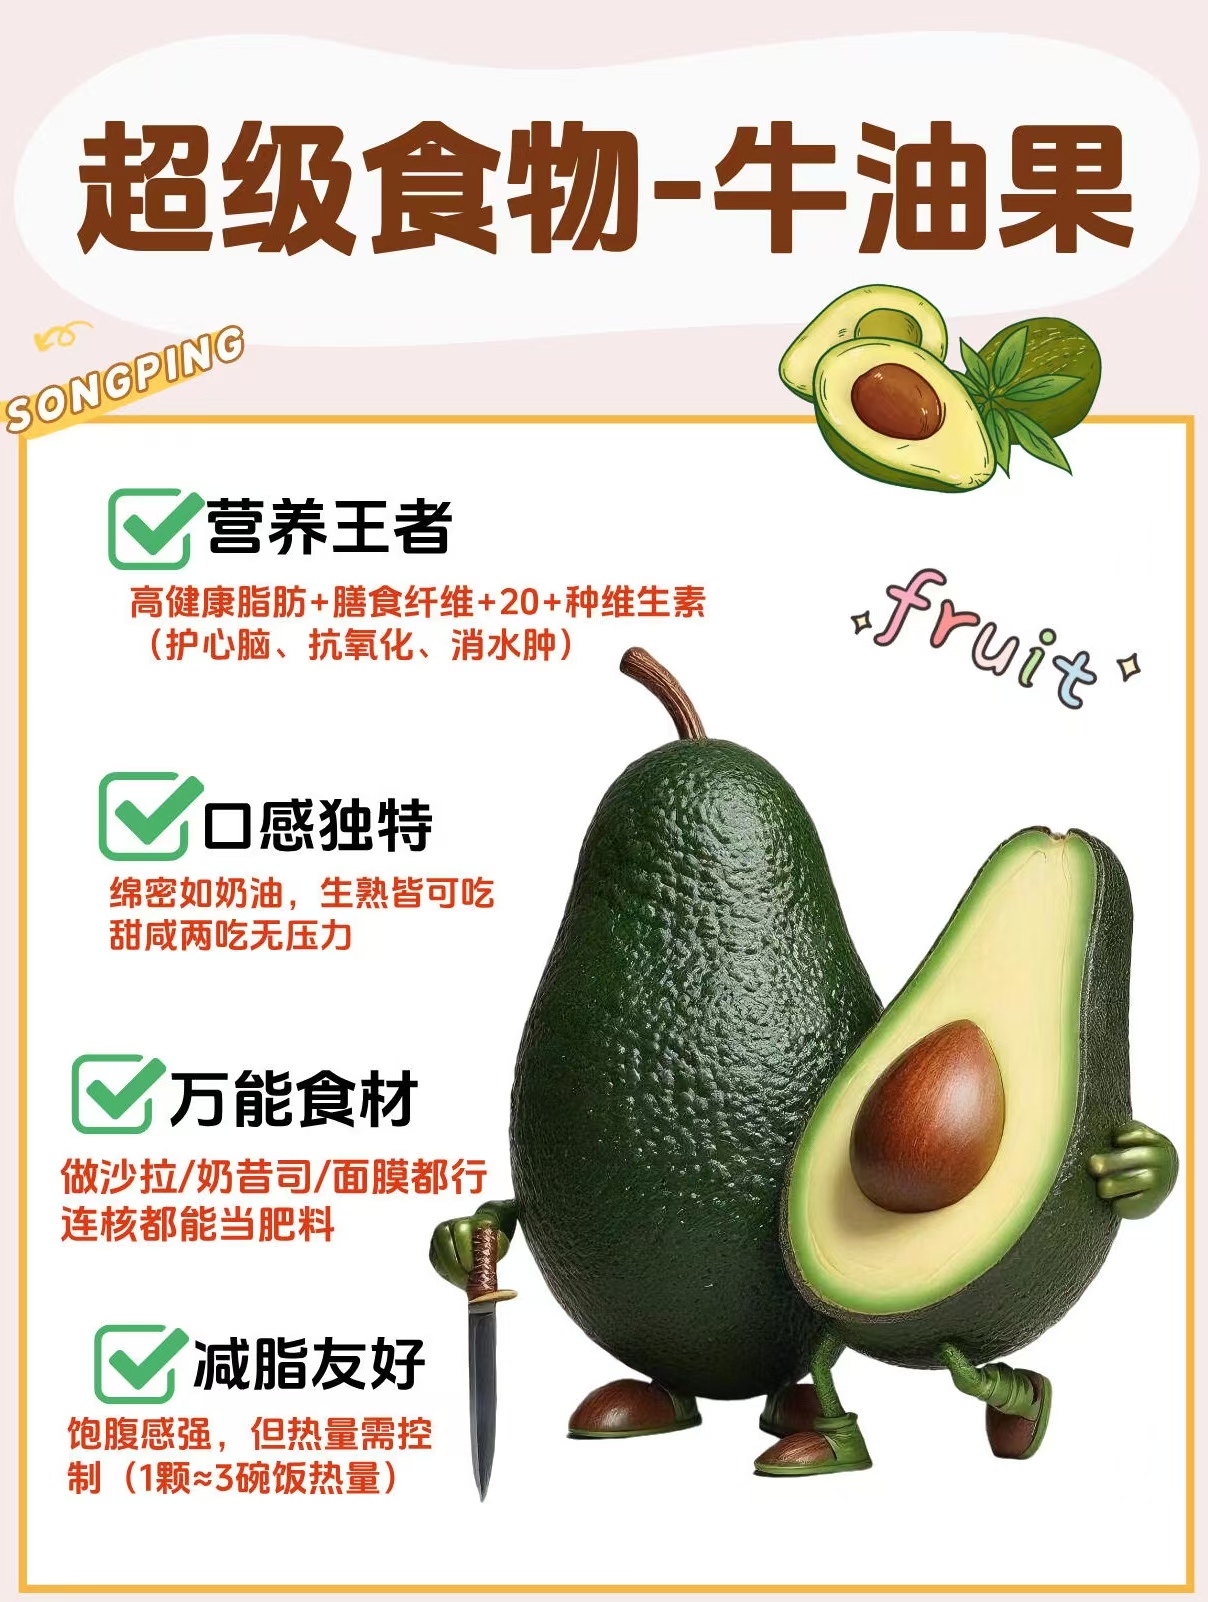 超级食物-牛油果
SONGPING
营养王者
高健康脂肪+膳食纤维+20+种维生素
（护心脑、抗氧化、消水肿）
fruit
口感独特
绵密如奶油，生熟皆可吃
甜咸两吃无压力
万能食材
做沙拉/奶昔司/面膜都行
连核都能当肥料
减脂友好
饱腹感强，但热量需控
制（1颗≈3碗饭热量）